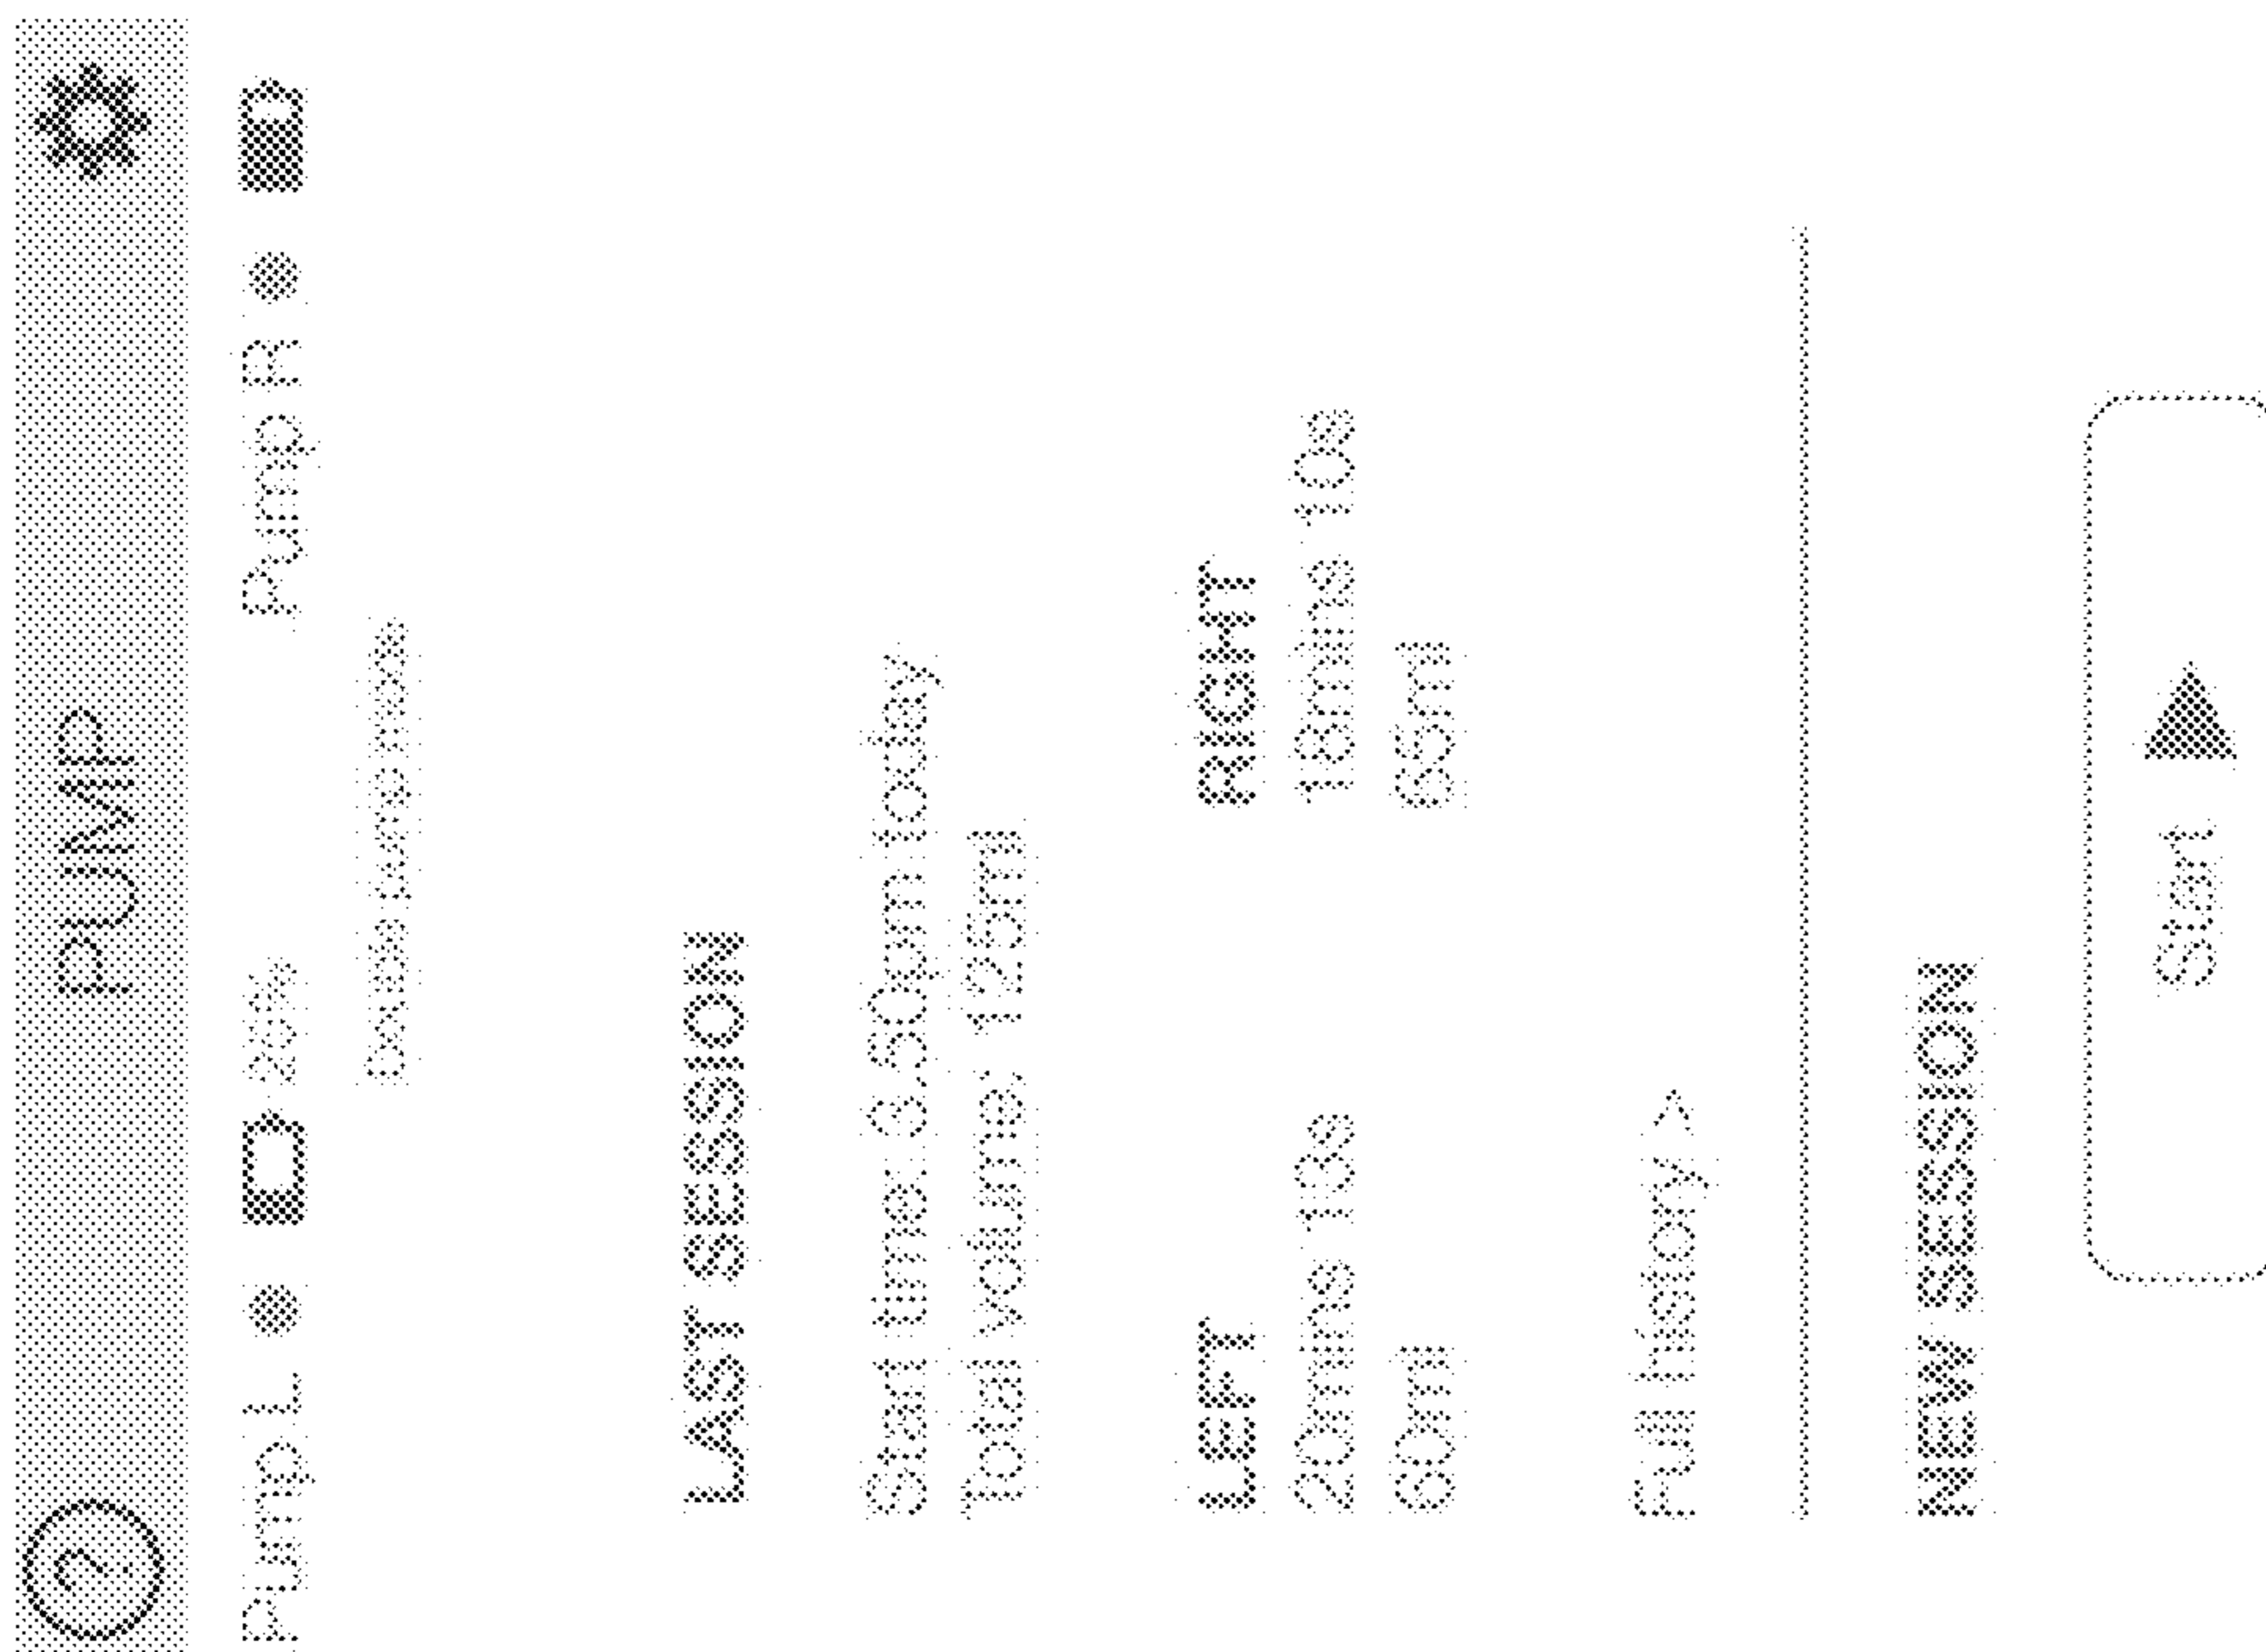 ?
PUMP
Pump L
Pump R
LAST SESSION
Start time: 3.50pm today
Total volume: 125ml
LEFT
RIGHT
20mins 13s
18mins 10s
60ml
65ml
Full history >
NEW SESSION
Start